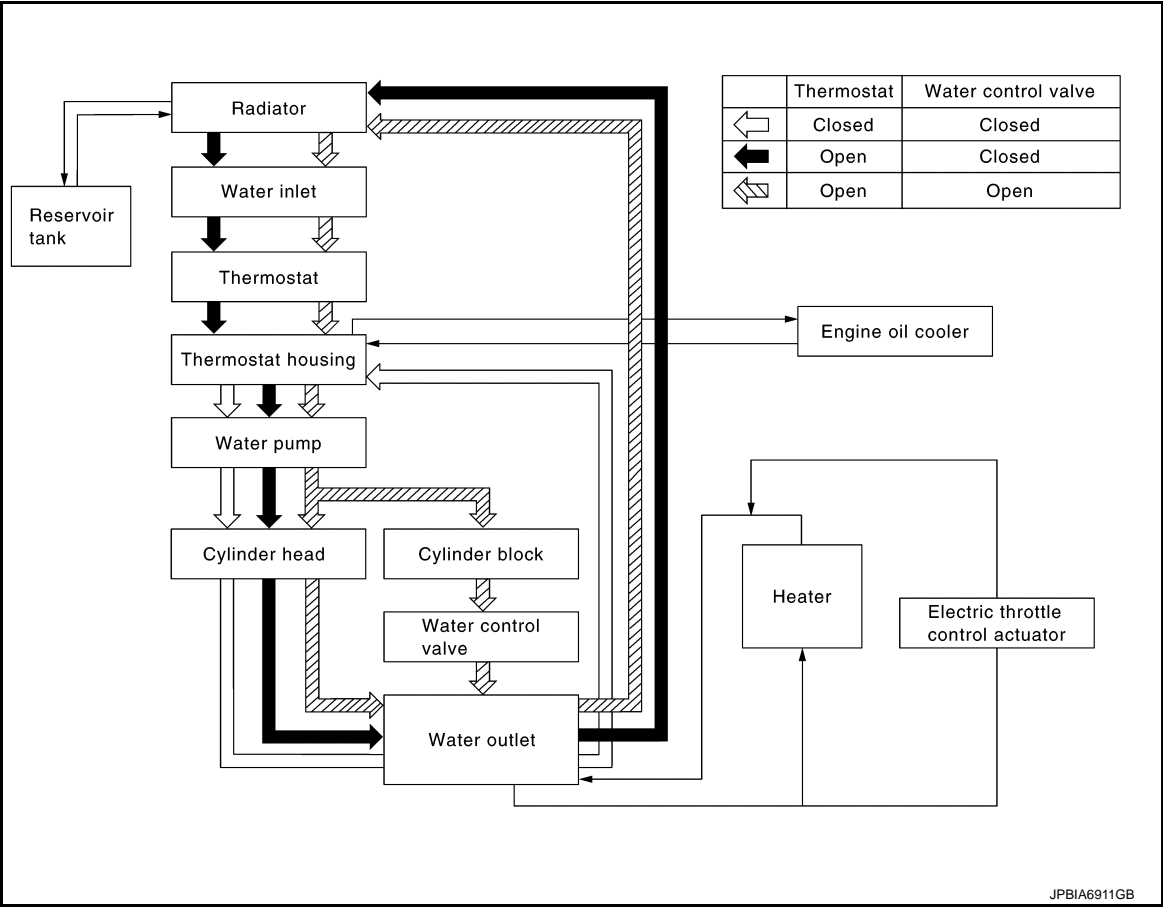 Radiator
Thermostat Water control valve
Closed Closed
Open Closed
Open Open
Water inlet
Reservoir
tank
Thermostat
Engine oil cooler
Thermostat housing
Water pump
Cylinder head
Cylinder block
Heater
Electric throttle
control actuator
Water control
valve
Water outlet
JPBIA6911GB